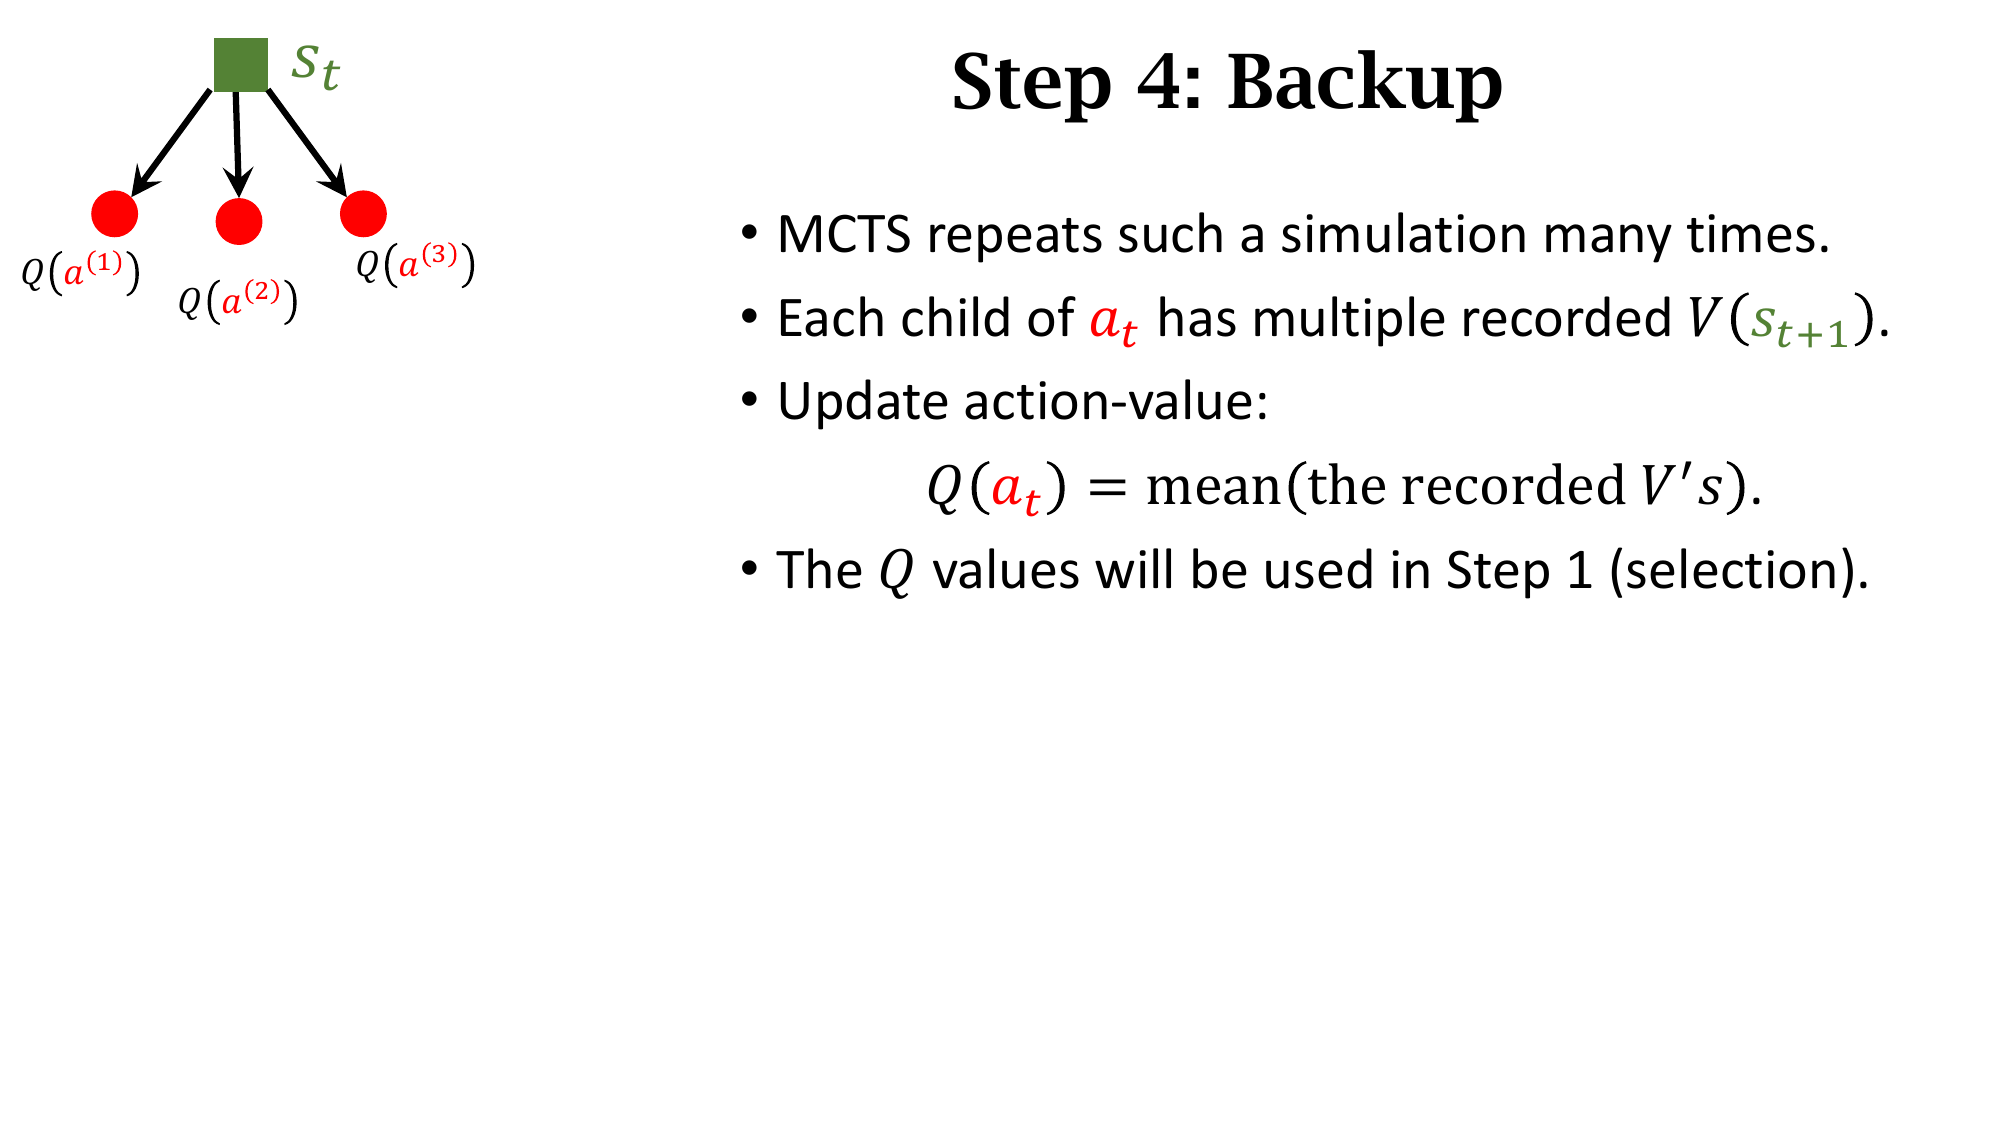 s_t
Q(a^(1))
Q(a^(2))
Q(a^(3))
Step 4: Backup
• MCTS repeats such a simulation many times.
• Each child of a_t has multiple recorded V(s_{t+1}).
• Update action-value:
Q(a_t) = mean(the recorded V′s).
• The Q values will be used in Step 1 (selection).